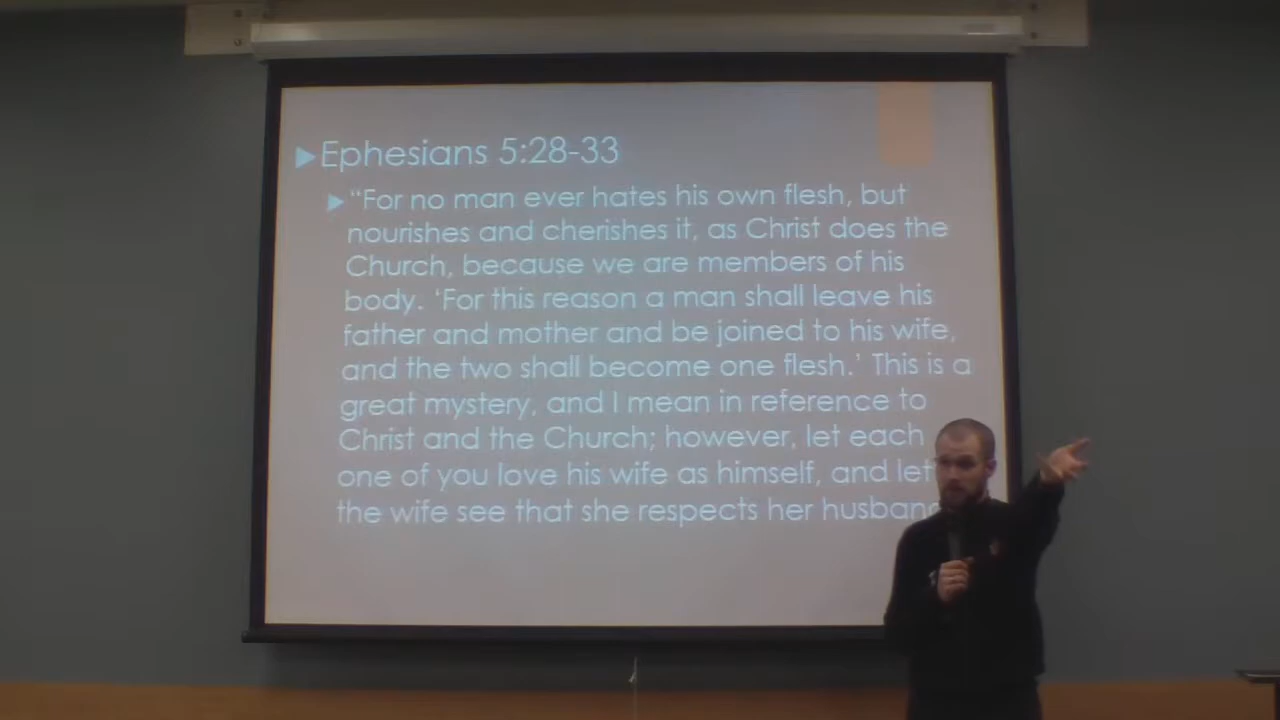 Ephesians 5:28-33
“For no man ever hates his own flesh, but
nourishes and cherishes it, as Christ does the
Church, because we are members of his
body. ‘For this reason a man shall leave his
father and mother and be joined to his wife,
and the two shall become one flesh.’ This is a
great mystery, and I mean in reference to
Christ and the Church; however, let each
one of you love his wife as himself, and let
the wife see that she respects her